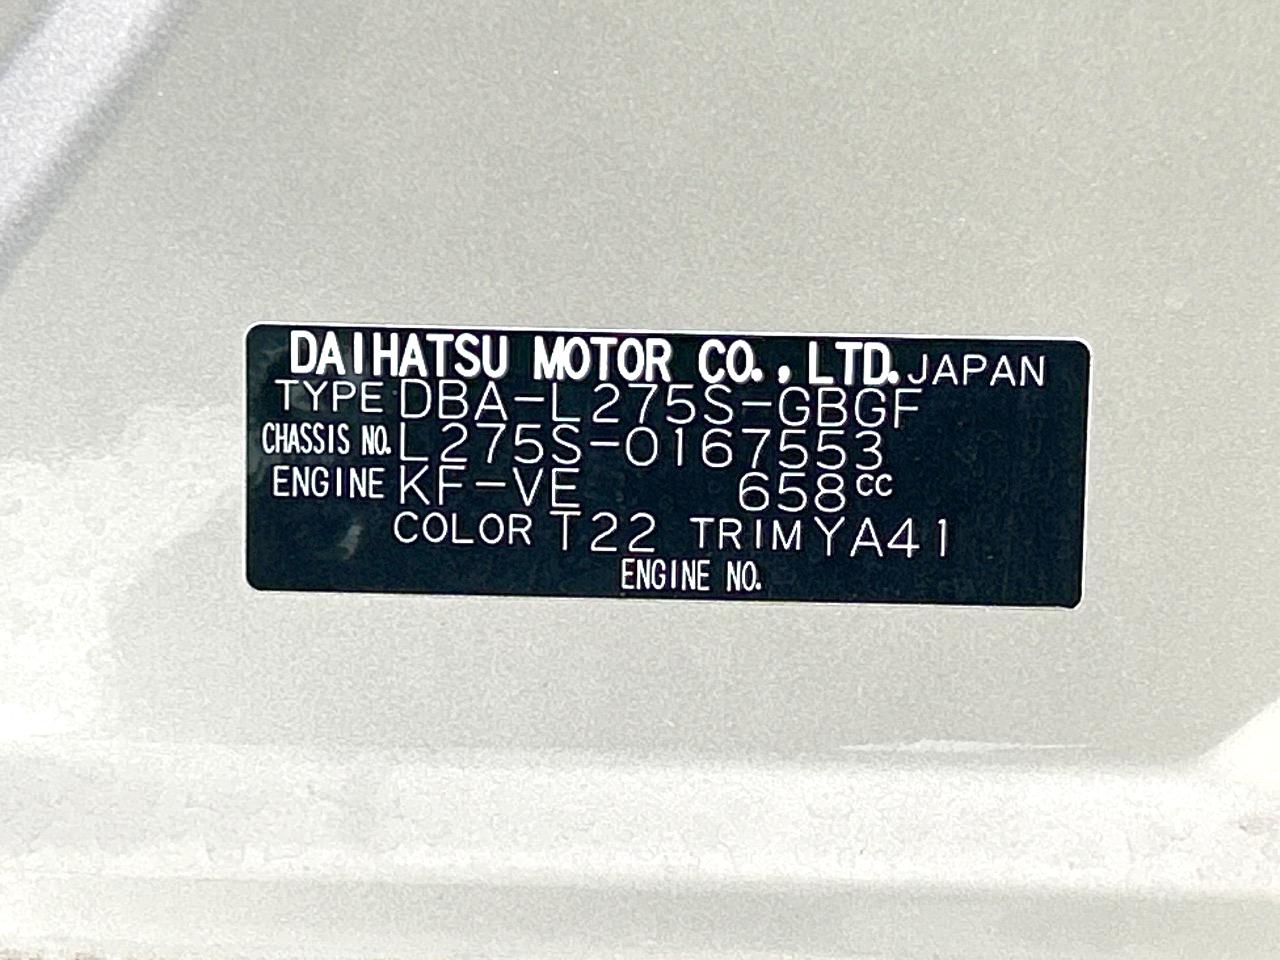 DAIHATSU MOTOR CO., LTD. JAPAN
TYPE DBA-L275S-GBGF
CHASSIS NO. L275S-0167553
ENGINE KF-VE 658cc
COLOR T22 TRIM YA41
ENGINE NO.